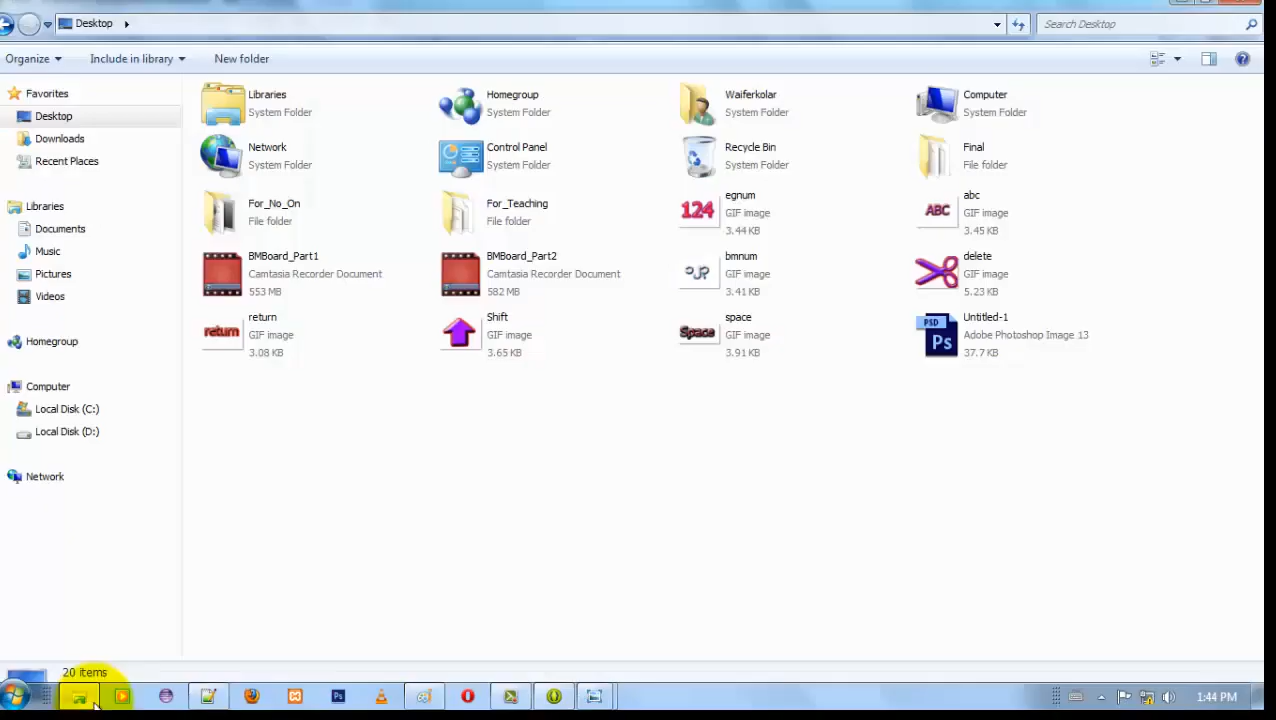 Desktop
Search Desktop
Organize
Include in library
New folder
Favorites
Desktop
Downloads
Recent Places
Libraries
Documents
Music
Pictures
Videos
Homegroup
Computer
Local Disk (C:)
Local Disk (D:)
Network
Libraries
System Folder
Homegroup
System Folder
Waiferkolar
System Folder
Computer
System Folder
Network
System Folder
Control Panel
System Folder
Recycle Bin
System Folder
Final
File folder
For_No_On
File folder
For_Teaching
File folder
124
egnum
GIF image
3.44 KB
ABC
abc
GIF image
3.45 KB
BMBoard_Part1
Camtasia Recorder Document
553 MB
BMBoard_Part2
Camtasia Recorder Document
582 MB
bmnum
GIF image
3.41 KB
delete
GIF image
5.23 KB
return
return
GIF image
3.08 KB
Shift
GIF image
3.65 KB
Space
space
GIF image
3.91 KB
PSD
Ps
Untitled-1
Adobe Photoshop Image 13
37.7 KB
20 items
Ps
1:44 PM